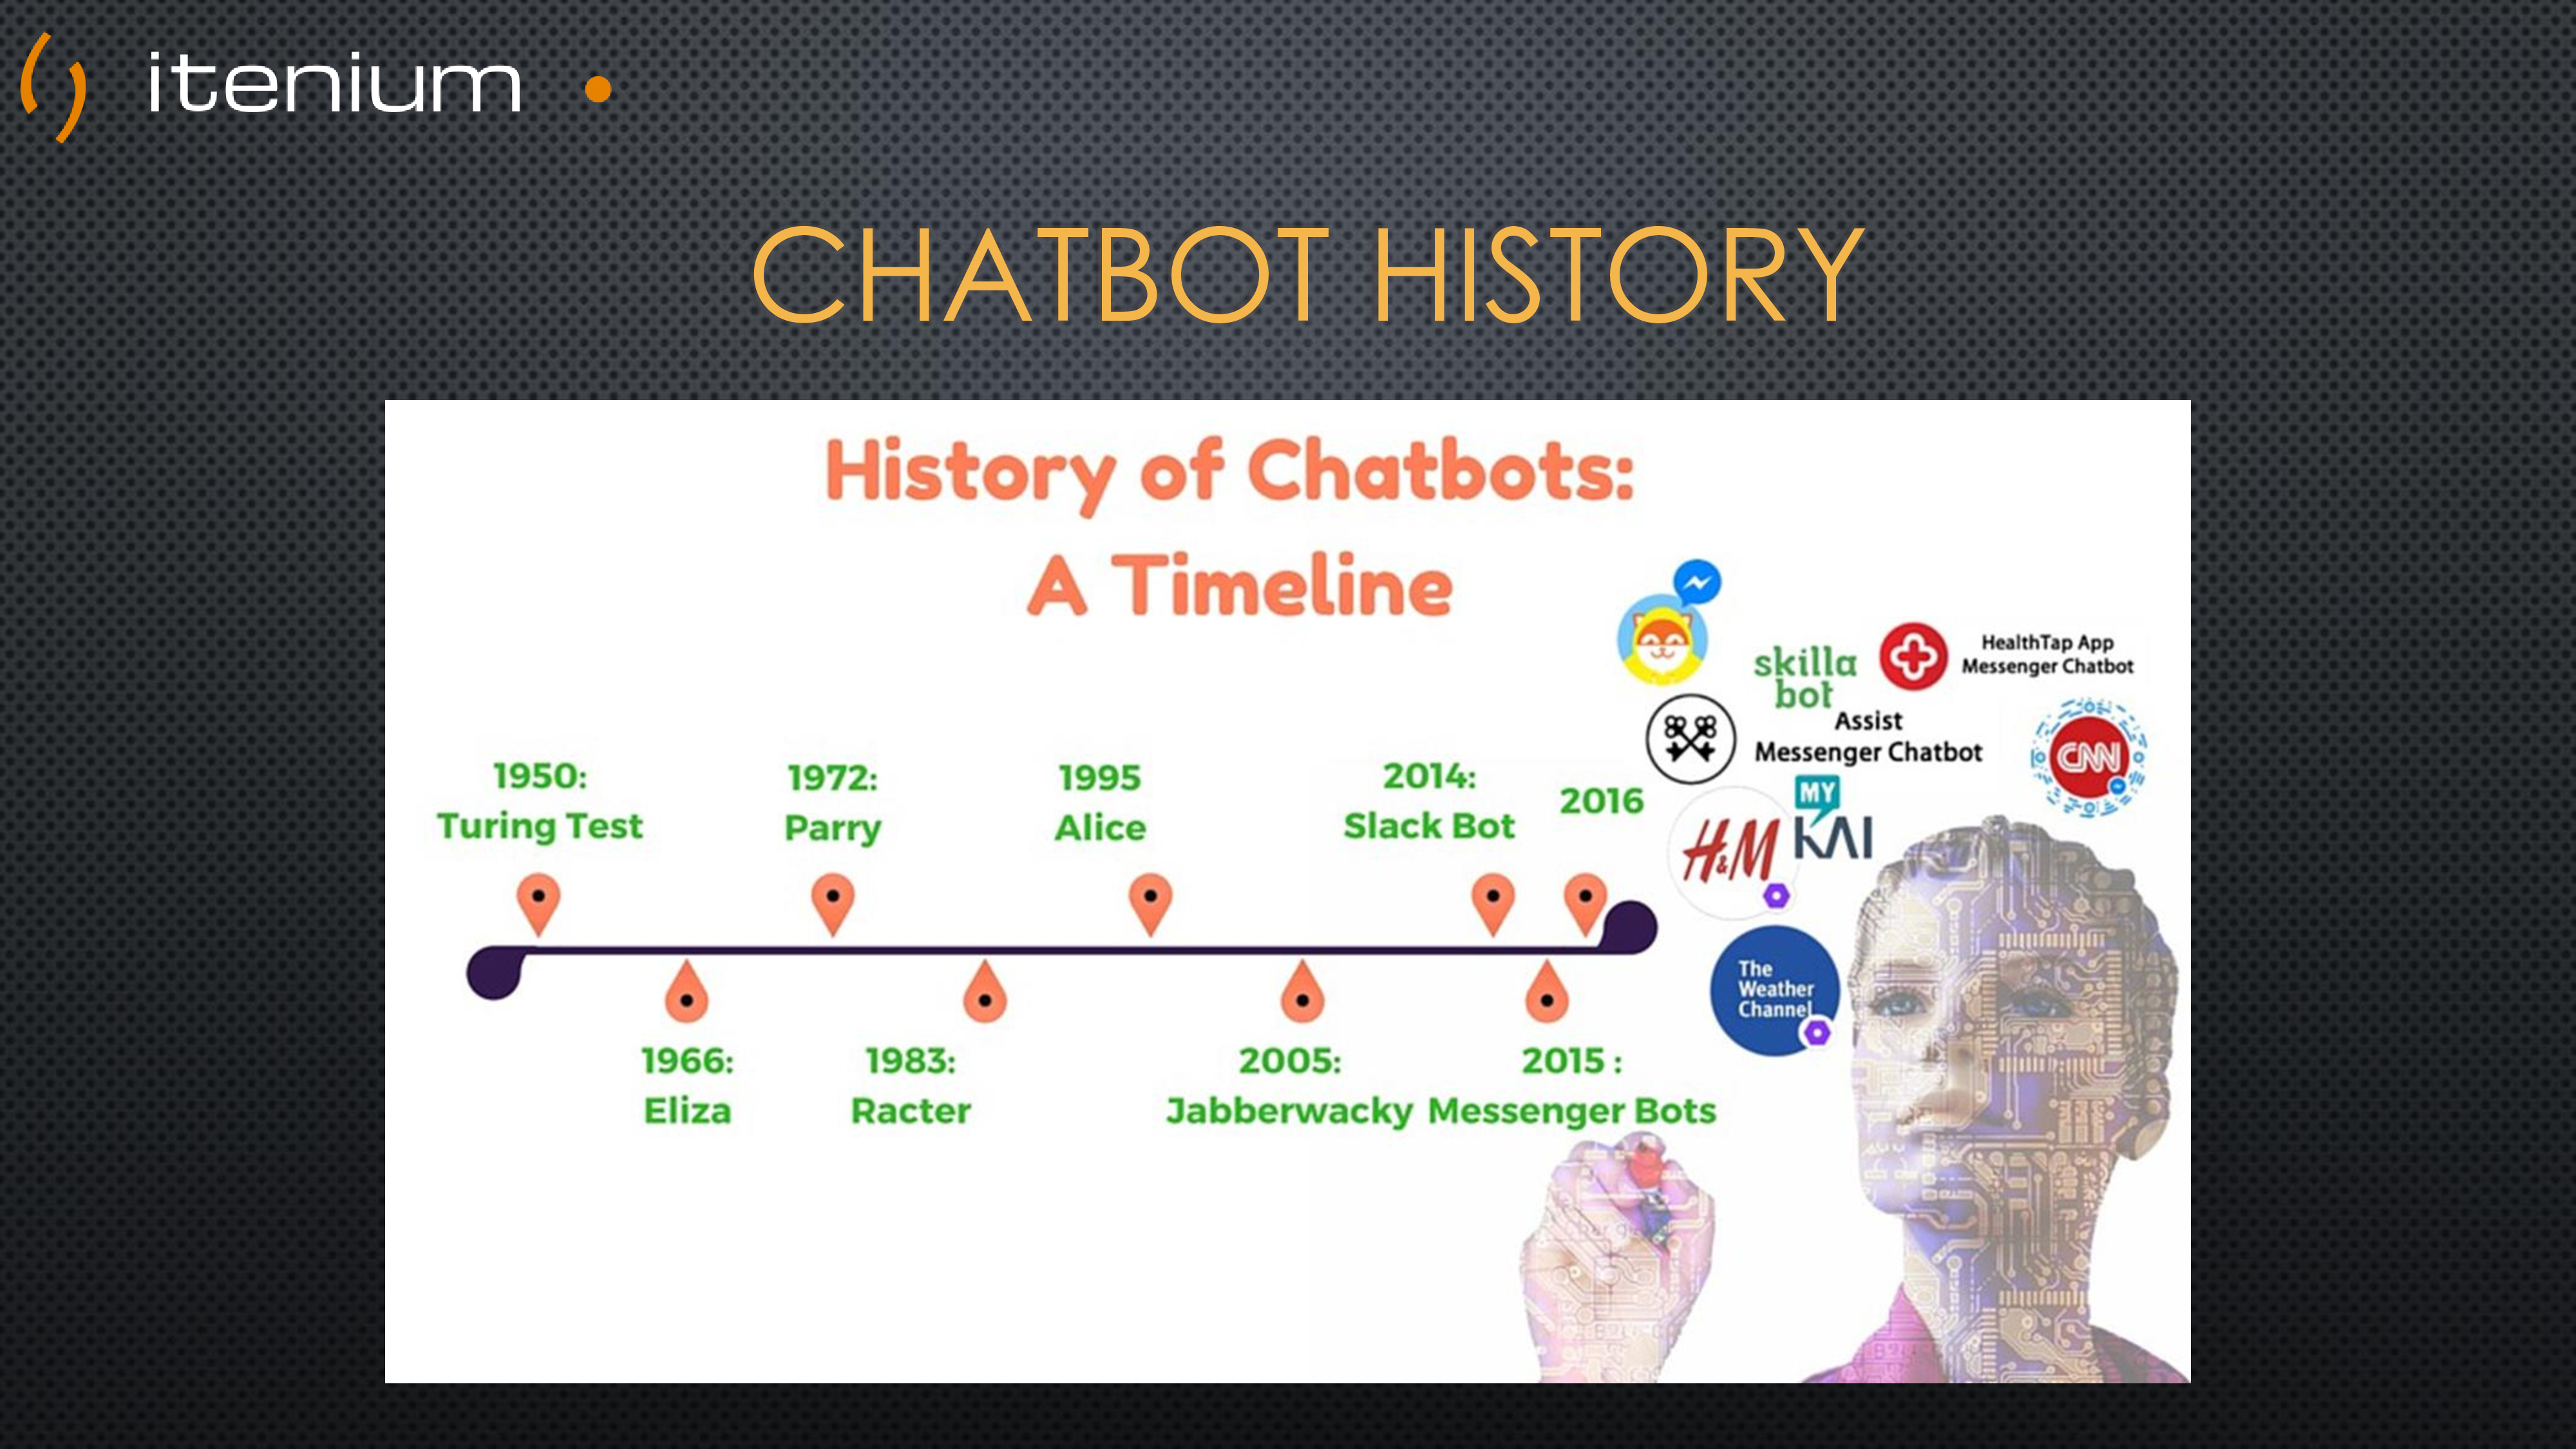 itenium
CHATBOT HISTORY
History of Chatbots:
A Timeline
1950:
Turing Test
1972:
Parry
1995
Alice
2014:
Slack Bot
2016
1966:
Eliza
1983:
Racter
2005:
Jabberwacky
2015 :
Messenger Bots
skilla
bot
HealthTap App
Messenger Chatbot
Assist
Messenger Chatbot
CNN
H&M
MY
KAI
The
Weather
Channel